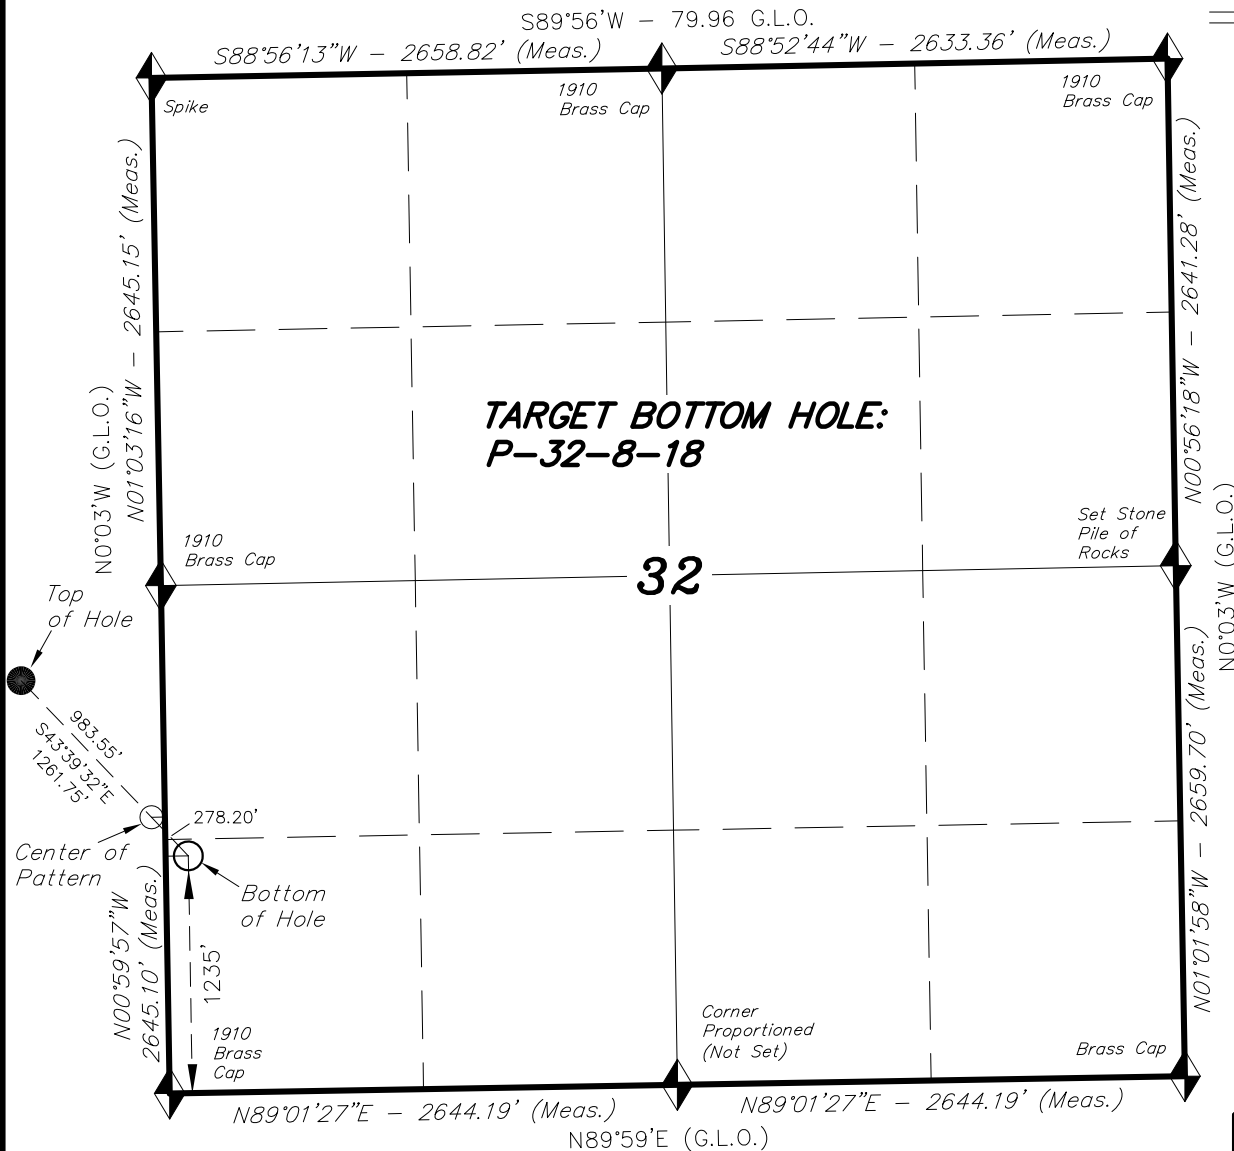 S89°56'W – 79.96 G.L.O.
S88°56'13"W – 2658.82' (Meas.)
S88°52'44"W – 2633.36' (Meas.)
Spike
1910
Brass Cap
1910
Brass Cap
N01°03'16"W – 2645.15' (Meas.)
N0°03'W (G.L.O.)
N00°56'18"W – 2641.28' (Meas.)
TARGET BOTTOM HOLE:
P-32-8-18
1910
Brass Cap
Set Stone
Pile of
Rocks
32
N0°03'W (G.L.O.)
Top
of Hole
983.55'
S43°39'32"E
1261.75'
278.20'
Center of
Pattern
Bottom
of Hole
N00°59'57"W
2645.10' (Meas.)
1235'
N01°01'58"W – 2659.70' (Meas.)
1910
Brass
Cap
Corner
Proportioned
(Not Set)
Brass Cap
N89°01'27"E – 2644.19' (Meas.)
N89°01'27"E – 2644.19' (Meas.)
N89°59'E (G.L.O.)